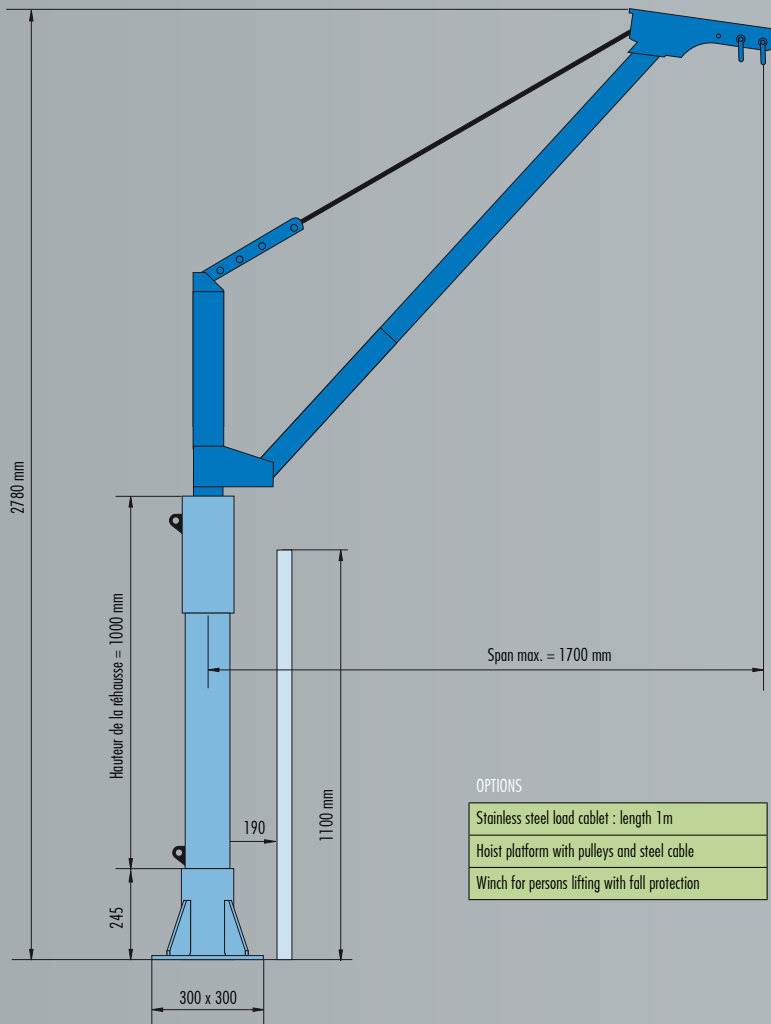 2780 mm
Hauteur de la réhausse = 1000 mm
Span max. = 1700 mm
1100 mm
190
245
300 x 300
OPTIONS
Stainless steel load cablet : length 1m
Hoist platform with pulleys and steel cable
Winch for persons lifting with fall protection